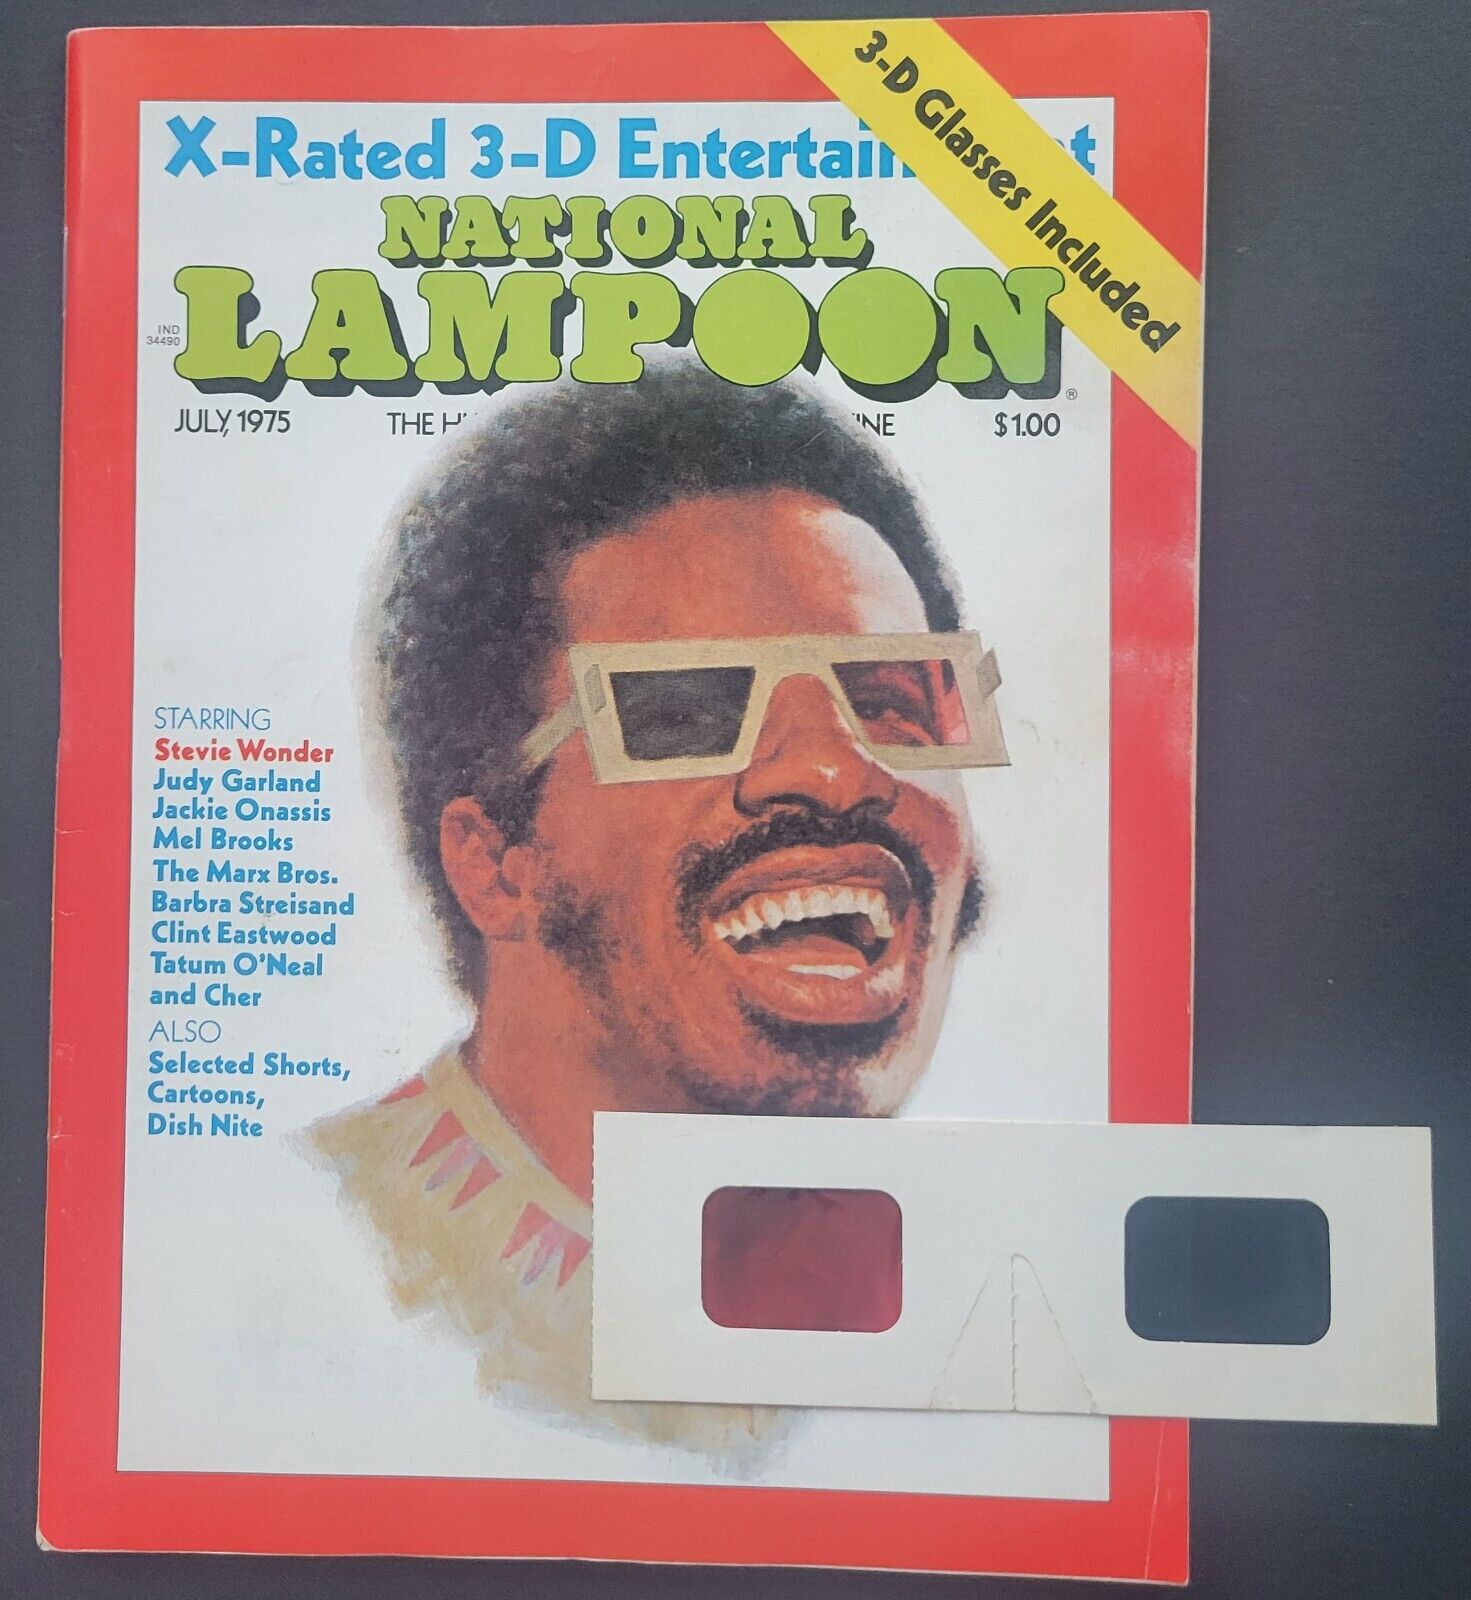 3-D Glasses Included
X-Rated 3-D Entertai t
NATIONAL
LAMPOON
IND
34490
®
JULY, 1975 THE $1.00
STARRING
Stevie Wonder
Judy Garland
Jackie Onassis
Mel Brooks
The Marx Bros.
Barbra Streisand
Clint Eastwood
Tatum O'Neal
and Cher
ALSO
Selected Shorts,
Cartoons,
Dish Nite